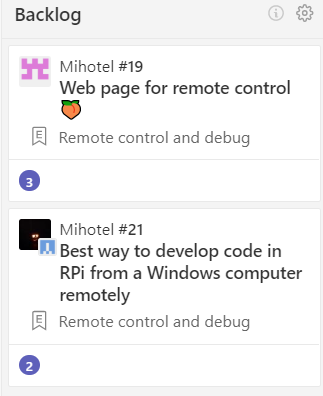 Backlog
Mihotel #19
Web page for remote control
🍑
E Remote control and debug
3
Mihotel #21
Best way to develop code in
RPi from a Windows computer
remotely
E Remote control and debug
2